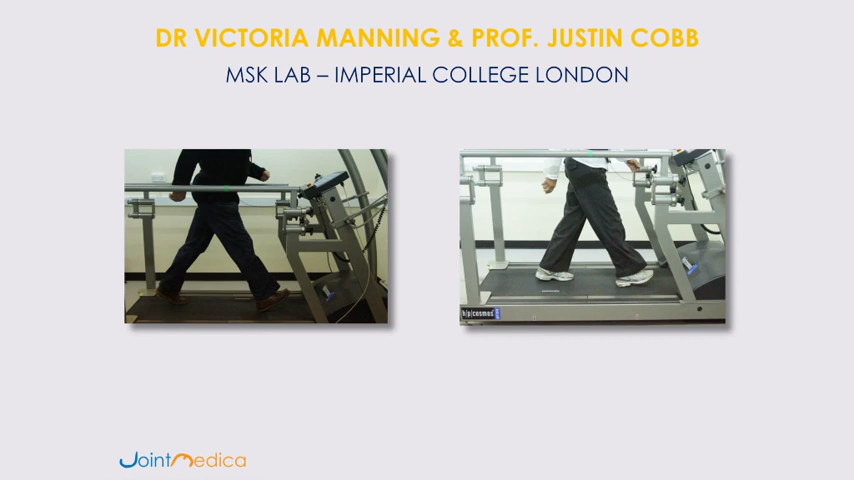 DR VICTORIA MANNING & PROF. JUSTIN COBB
MSK LAB – IMPERIAL COLLEGE LONDON
h/p/cosmos
JointMedica